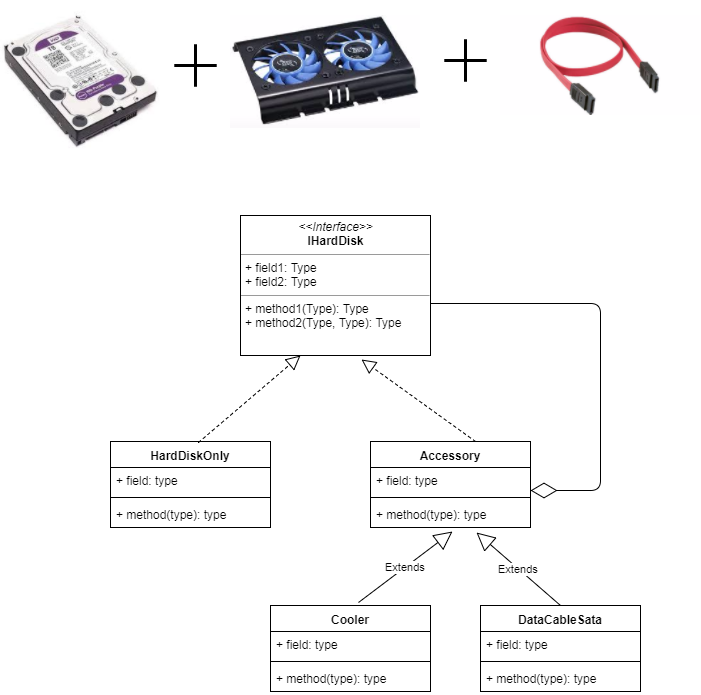 <<Interface>>
IHardDisk
+ field1: Type
+ field2: Type
+ method1(Type): Type
+ method2(Type, Type): Type
HardDiskOnly
+ field: type
+ method(type): type
Accessory
+ field: type
+ method(type): type
Extends
Extends
Cooler
+ field: type
+ method(type): type
DataCableSata
+ field: type
+ method(type): type